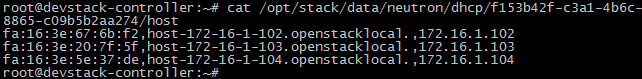 root@devstack-controller:~# cat /opt/stack/data/neutron/dhcp/f153b42f-c3a1-4b6c-
8865-c09b5b2aa274/host
fa:16:3e:67:6b:f2,host-172-16-1-102.openstacklocal.,172.16.1.102
fa:16:3e:20:7f:5f,host-172-16-1-103.openstacklocal.,172.16.1.103
fa:16:3e:5e:37:de,host-172-16-1-104.openstacklocal.,172.16.1.104
root@devstack-controller:~#